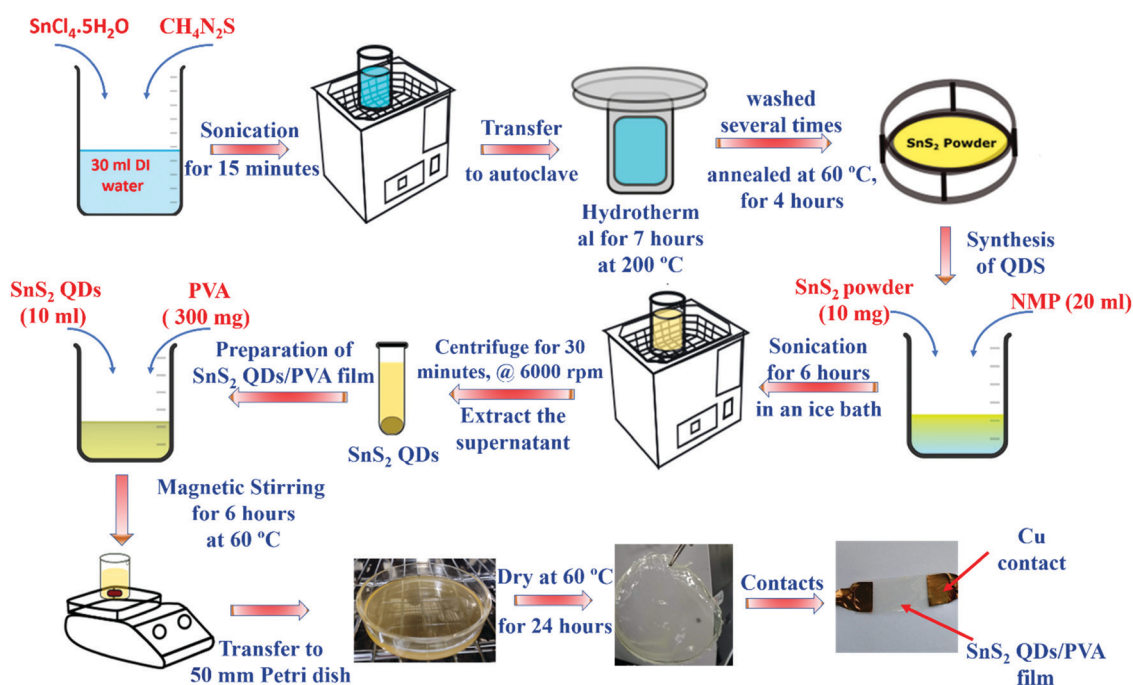 SnCl₄.5H₂O
CH₄N₂S
30 ml DI
water
Sonication
for 15 minutes
Transfer
to autoclave
Hydrotherm
al for 7 hours
at 200 ºC
washed
several times
annealed at 60 ºC,
for 4 hours
SnS₂ Powder
Synthesis
of QDS
SnS₂ powder
(10 mg)
NMP (20 ml)
Sonication
for 6 hours
in an ice bath
Centrifuge for 30
minutes, @ 6000 rpm
Extract the
supernatant
SnS₂ QDs
Preparation of
SnS₂ QDs/PVA film
SnS₂ QDs
(10 ml)
PVA
( 300 mg)
Magnetic Stirring
for 6 hours
at 60 ºC
Transfer to
50 mm Petri dish
Dry at 60 ºC
for 24 hours
Contacts
Cu
contact
SnS₂ QDs/PVA
film